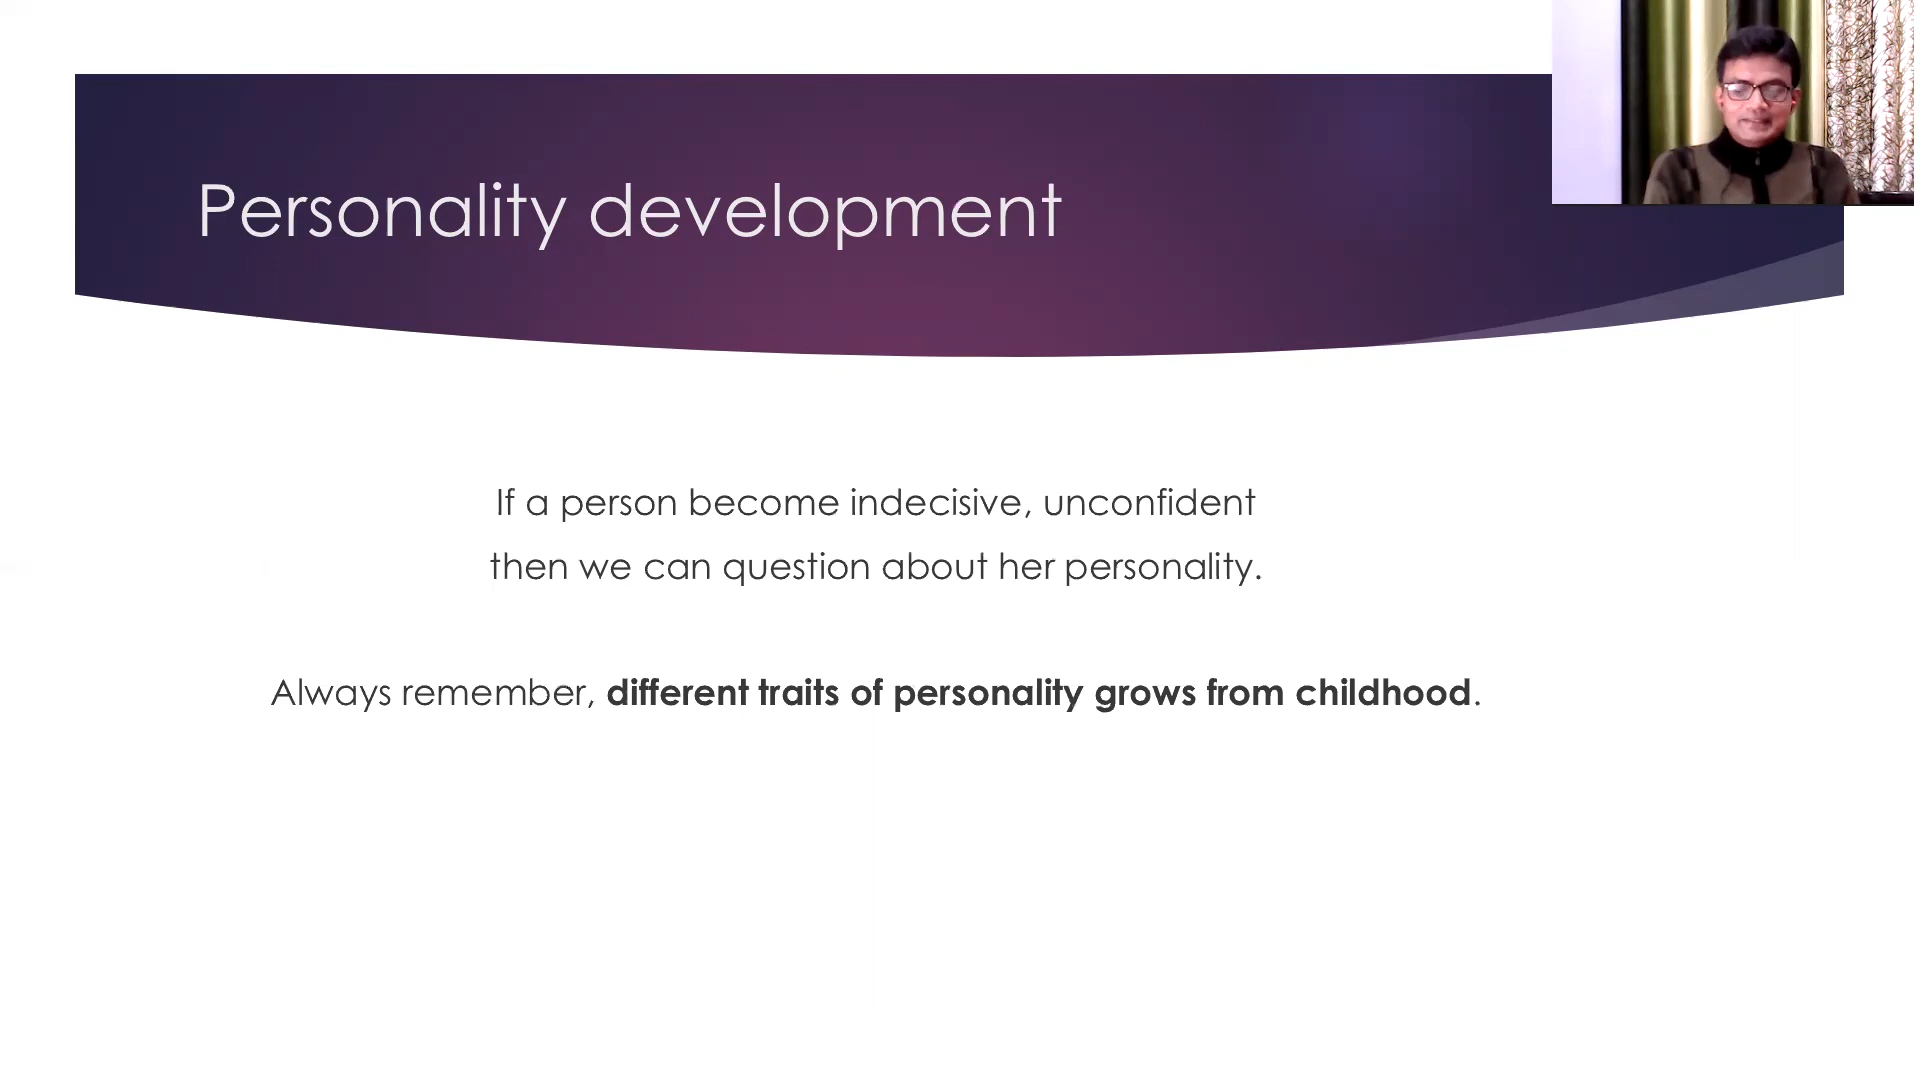 Personality development
If a person become indecisive, unconfident
then we can question about her personality.
Always remember, different traits of personality grows from childhood.